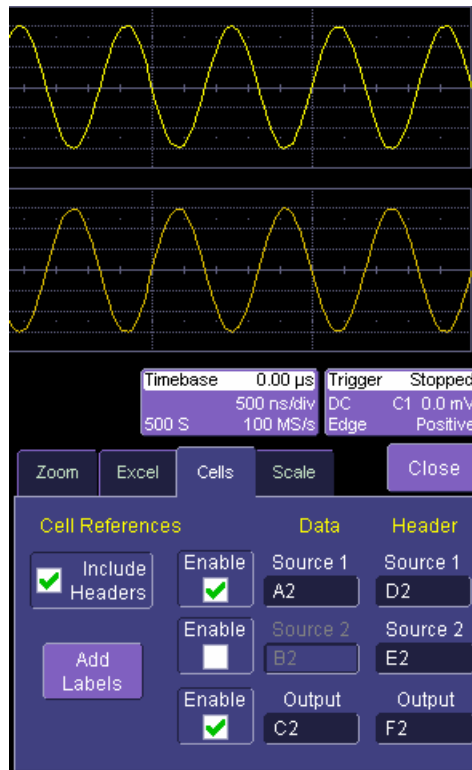 Timebase 0.00 µs
500 ns/div
500 S 100 MS/s
Trigger Stopped
DC C1 0.0 mV
Edge Positive
Zoom Excel Cells Scale Close
Cell References Data Header
Include Headers
Enable Source 1 Source 1
A2 D2
Enable Source 2 Source 2
B2 E2
Add Labels
Enable Output Output
C2 F2